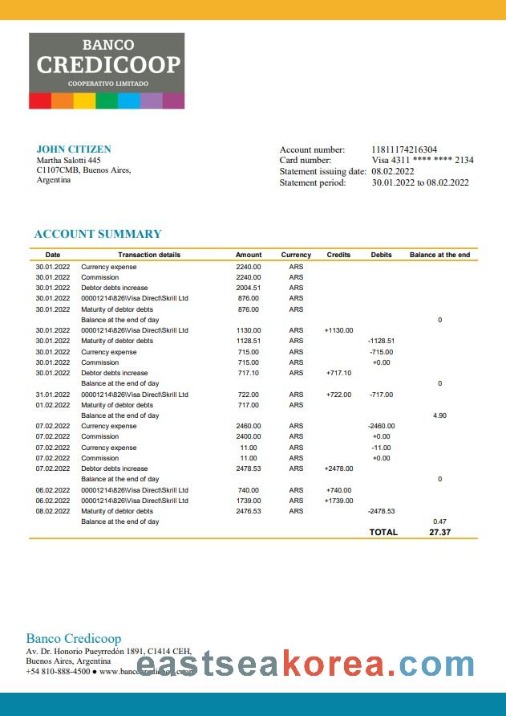 BANCO
CREDICOOP
COOPERATIVO LIMITADO
JOHN CITIZEN
Martha Salotti 445
C1107CMB, Buenos Aires,
Argentina
Account number: 11811174216304
Card number: Visa 4311 **** **** 2134
Statement issuing date: 08.02.2022
Statement period: 30.01.2022 to 08.02.2022
ACCOUNT SUMMARY
Date Transaction details Amount Currency Credits Debits Balance at the end
30.01.2022 Currency expense 2240.00 ARS
30.01.2022 Commission 2240.00 ARS
30.01.2022 Debtor debts increase 2004.51 ARS
30.01.2022 00001214\826\Visa Direct\Skrill Ltd 876.00 ARS
30.01.2022 Maturity of debtor debts 876.00 ARS
Balance at the end of day 0
30.01.2022 00001214\826\Visa Direct\Skrill Ltd 1130.00 ARS +1130.00
30.01.2022 Maturity of debtor debts 1128.51 ARS -1128.51
30.01.2022 Currency expense 715.00 ARS -715.00
30.01.2022 Commission 715.00 ARS +0.00
30.01.2022 Debtor debts increase 717.10 ARS +717.10
Balance at the end of day 0
31.01.2022 00001214\826\Visa Direct\Skrill Ltd 722.00 ARS +722.00 -717.00
01.02.2022 Maturity of debtor debts 717.00 ARS
Balance at the end of day 4.90
07.02.2022 Currency expense 2460.00 ARS -2460.00
07.02.2022 Commission 2400.00 ARS +0.00
07.02.2022 Currency expense 11.00 ARS -11.00
07.02.2022 Commission 11.00 ARS +0.00
07.02.2022 Debtor debts increase 2478.53 ARS +2478.00
Balance at the end of day 0
06.02.2022 00001214\826\Visa Direct\Skrill Ltd 740.00 ARS +740.00
06.02.2022 00001214\826\Visa Direct\Skrill Ltd 1739.00 ARS +1739.00
08.02.2022 Maturity of debtor debts 2476.53 ARS -2478.53
Balance at the end of day 0.47
TOTAL 27.37
Banco Credicoop
Av. Dr. Honorio Pueyrredón 1891, C1414 CEH,
Buenos Aires, Argentina
+54 810-888-4500 ●
eastseakorea.com